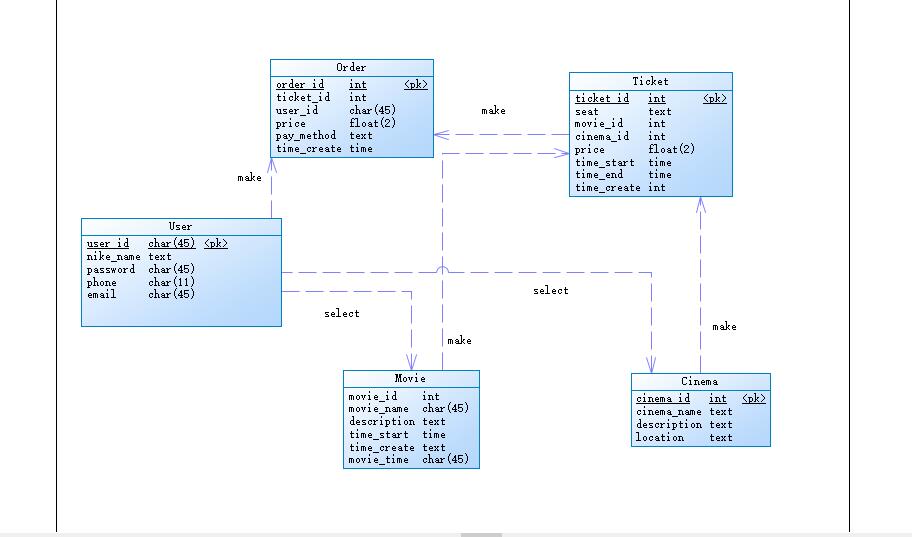 Order
order_id int <pk>
ticket_id int
user_id char(45)
price float(2)
pay_method text
time_create time
Ticket
ticket_id int <pk>
seat text
movie_id int
cinema_id int
price float(2)
time_start time
time_end time
time_create int
make
make
User
user_id char(45) <pk>
nike_name text
password char(45)
phone char(11)
email char(45)
select
select
make
make
Movie
movie_id int
movie_name char(45)
description text
time_start time
time_create text
movie_time char(45)
Cinema
cinema_id int <pk>
cinema_name text
description text
location text